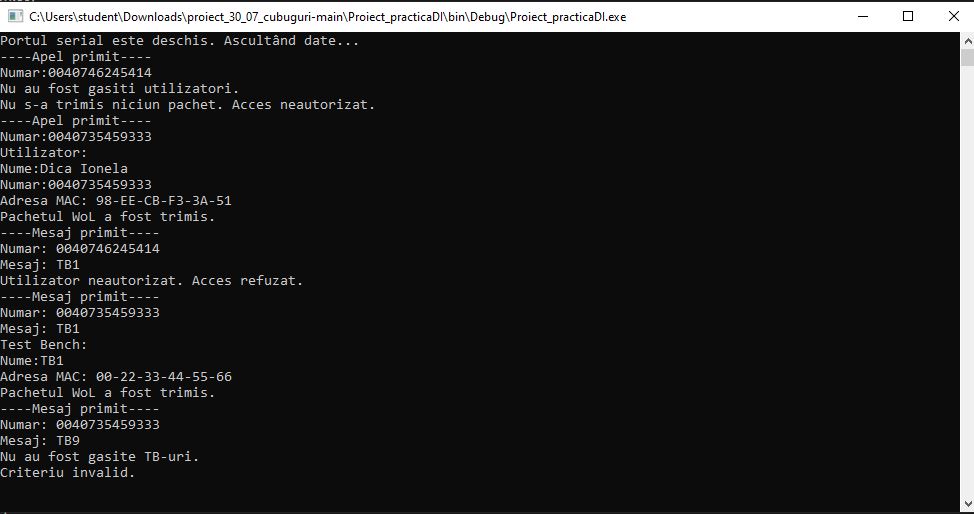 C:\Users\student\Downloads\proiect_30_07_cubuguri-main\Proiect_practicaDI\bin\Debug\Proiect_practicaDI.exe
Portul serial este deschis. Ascultând date...
----Apel primit----
Numar:0040746245414
Nu au fost gasiti utilizatori.
Nu s-a trimis niciun pachet. Acces neautorizat.
----Apel primit----
Numar:0040735459333
Utilizator:
Nume:Dica Ionela
Numar:0040735459333
Adresa MAC: 98-EE-CB-F3-3A-51
Pachetul WoL a fost trimis.
----Mesaj primit----
Numar: 0040746245414
Mesaj: TB1
Utilizator neautorizat. Acces refuzat.
----Mesaj primit----
Numar: 0040735459333
Mesaj: TB1
Test Bench:
Nume:TB1
Adresa MAC: 00-22-33-44-55-66
Pachetul WoL a fost trimis.
----Mesaj primit----
Numar: 0040735459333
Mesaj: TB9
Nu au fost gasite TB-uri.
Criteriu invalid.